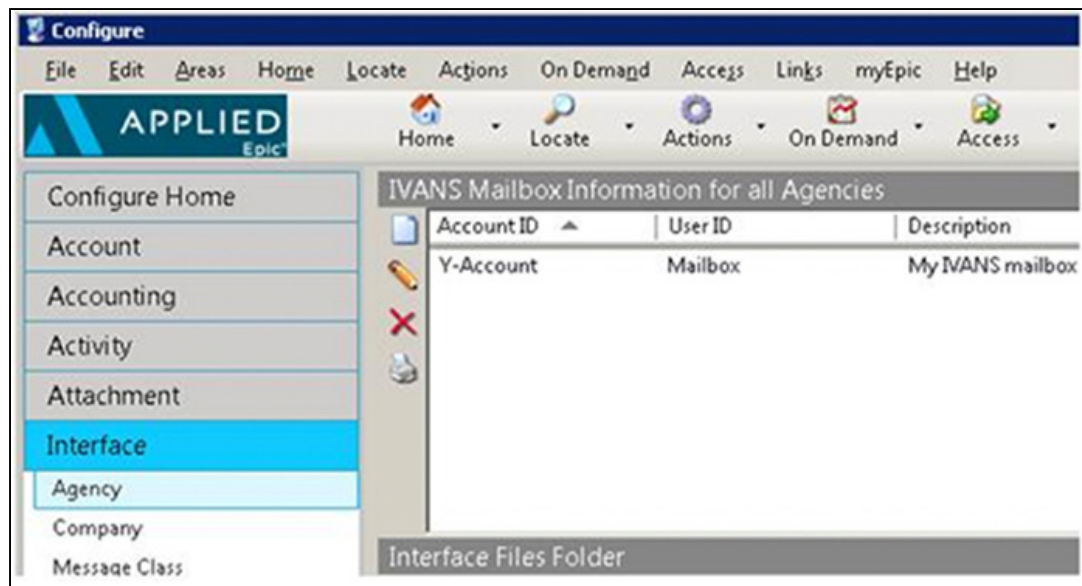 Configure
File Edit Areas Home Locate Actions On Demand Access Links myEpic Help
APPLIED
Epic
Home Locate Actions On Demand Access
Configure Home
Account
Accounting
Activity
Attachment
Interface
Agency
Company
Message Class
IVANS Mailbox Information for all Agencies
Account ID User ID Description
Y-Account Mailbox My IVANS mailbox
Interface Files Folder